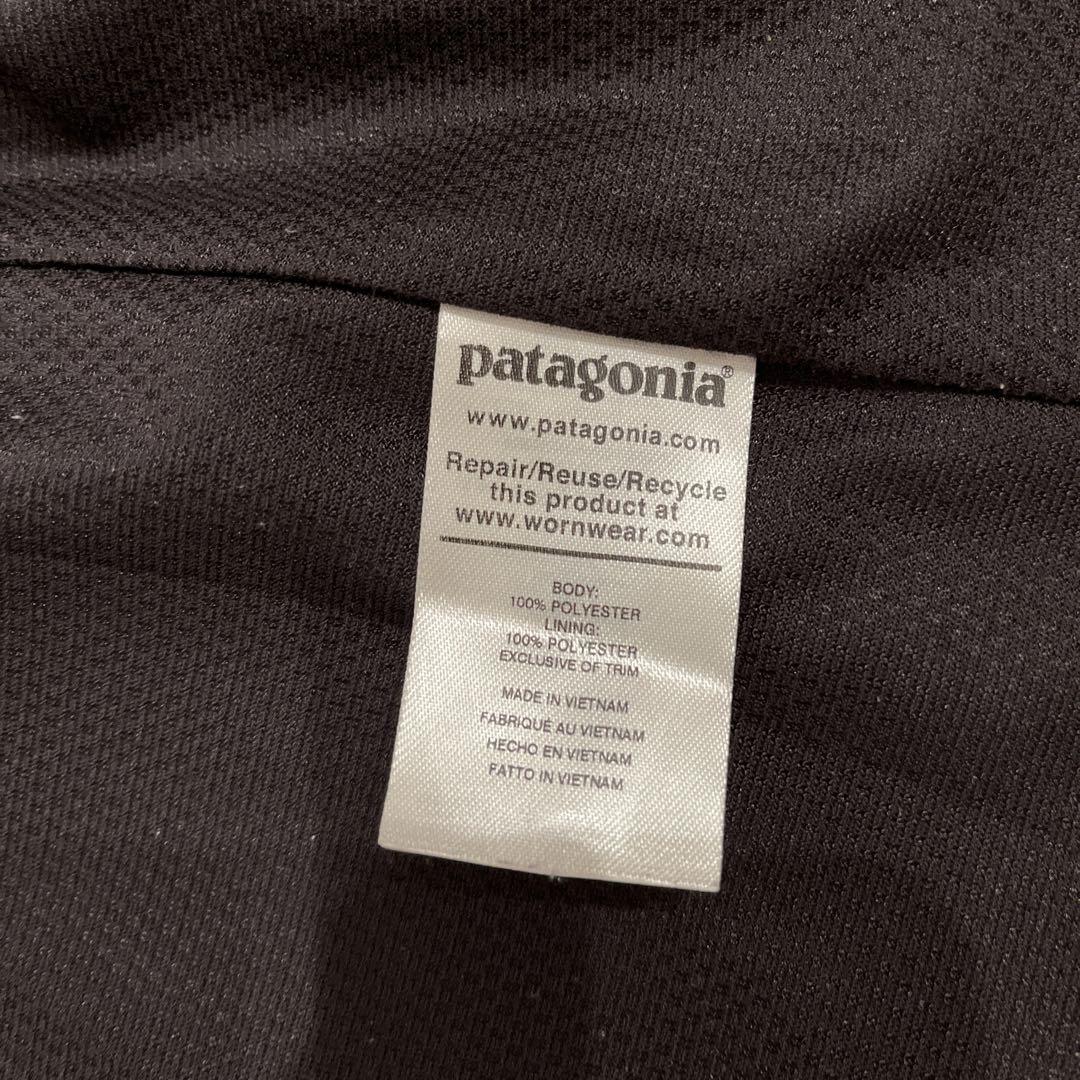 patagonia®
www.patagonia.com
Repair/Reuse/Recycle
this product at
www.wornwear.com
BODY:
100% POLYESTER
LINING:
100% POLYESTER
EXCLUSIVE OF TRIM
MADE IN VIETNAM
FABRIQUÉ AU VIETNAM
HECHO EN VIETNAM
FATTO IN VIETNAM